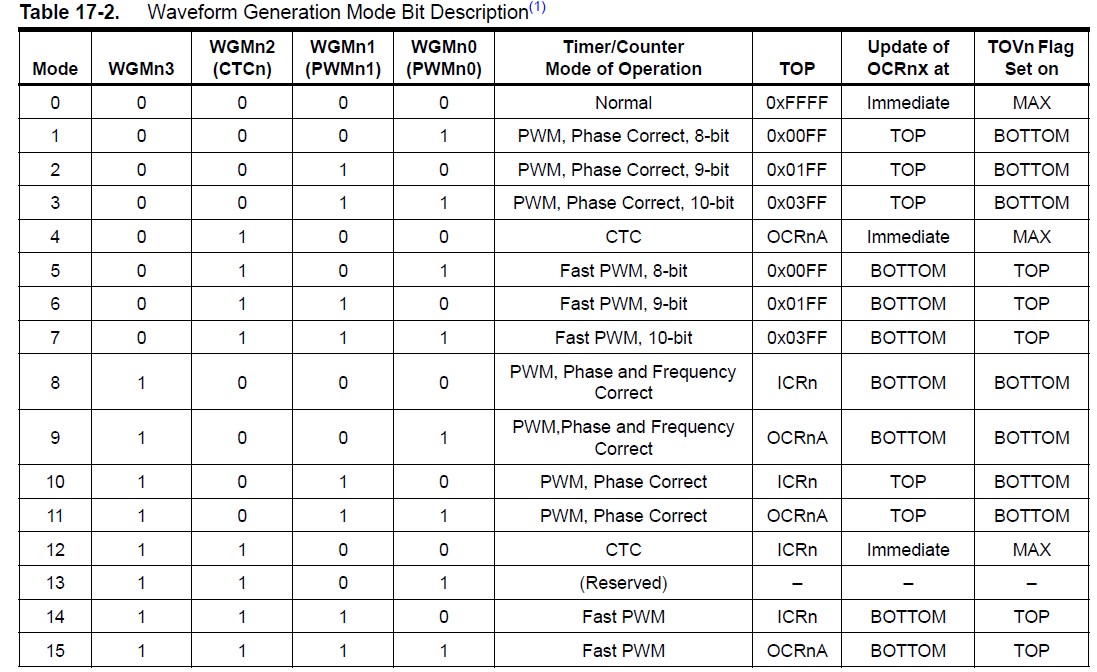 Table 17-2. Waveform Generation Mode Bit Description(1)
Mode WGMn3 WGMn2 (CTCn) WGMn1 (PWMn1) WGMn0 (PWMn0) Timer/Counter Mode of Operation TOP Update of OCRnx at TOVn Flag Set on
0 0 0 0 0 Normal 0xFFFF Immediate MAX
1 0 0 0 1 PWM, Phase Correct, 8-bit 0x00FF TOP BOTTOM
2 0 0 1 0 PWM, Phase Correct, 9-bit 0x01FF TOP BOTTOM
3 0 0 1 1 PWM, Phase Correct, 10-bit 0x03FF TOP BOTTOM
4 0 1 0 0 CTC OCRnA Immediate MAX
5 0 1 0 1 Fast PWM, 8-bit 0x00FF BOTTOM TOP
6 0 1 1 0 Fast PWM, 9-bit 0x01FF BOTTOM TOP
7 0 1 1 1 Fast PWM, 10-bit 0x03FF BOTTOM TOP
8 1 0 0 0 PWM, Phase and Frequency Correct ICRn BOTTOM BOTTOM
9 1 0 0 1 PWM,Phase and Frequency Correct OCRnA BOTTOM BOTTOM
10 1 0 1 0 PWM, Phase Correct ICRn TOP BOTTOM
11 1 0 1 1 PWM, Phase Correct OCRnA TOP BOTTOM
12 1 1 0 0 CTC ICRn Immediate MAX
13 1 1 0 1 (Reserved) – – –
14 1 1 1 0 Fast PWM ICRn BOTTOM TOP
15 1 1 1 1 Fast PWM OCRnA BOTTOM TOP